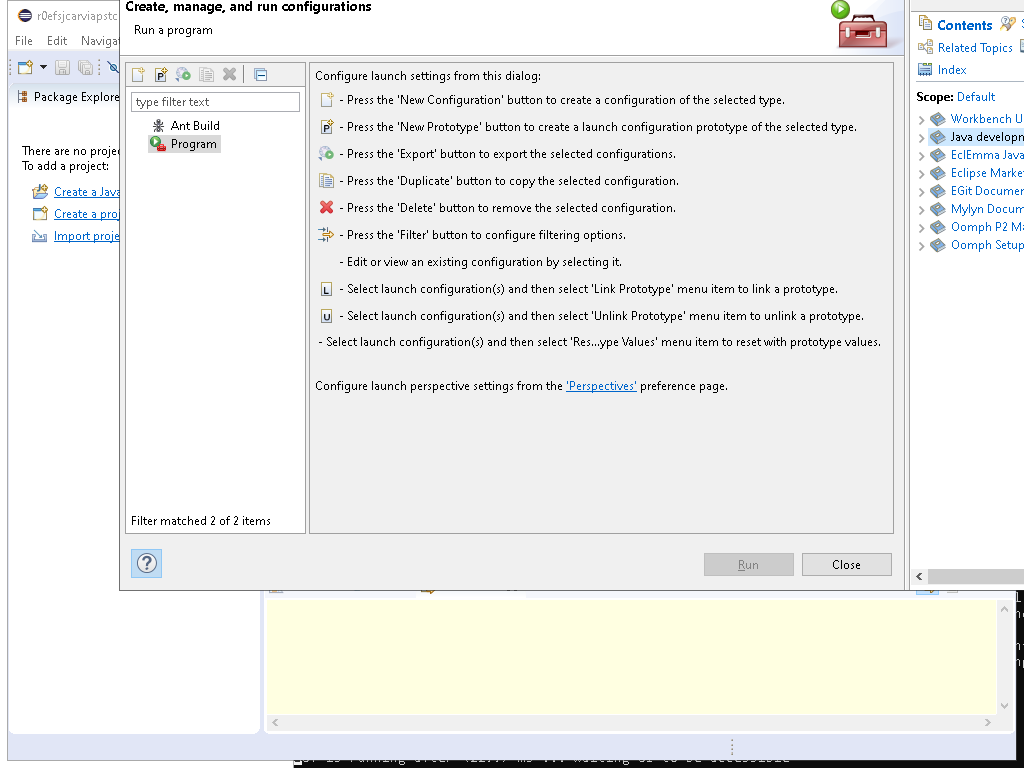 Create, manage, and run configurations
Run a program
r0efsjcarviapstc
File Edit Naviga
Package Explore
There are no proje
To add a project:
Create a Java
Create a proj
Import proje
type filter text
Ant Build
Program
Filter matched 2 of 2 items
Configure launch settings from this dialog:
- Press the 'New Configuration' button to create a configuration of the selected type.
- Press the 'New Prototype' button to create a launch configuration prototype of the selected type.
- Press the 'Export' button to export the selected configurations.
- Press the 'Duplicate' button to copy the selected configuration.
- Press the 'Delete' button to remove the selected configuration.
- Press the 'Filter' button to configure filtering options.
- Edit or view an existing configuration by selecting it.
L - Select launch configuration(s) and then select 'Link Prototype' menu item to link a prototype.
U - Select launch configuration(s) and then select 'Unlink Prototype' menu item to unlink a prototype.
- Select launch configuration(s) and then select 'Res...ype Values' menu item to reset with prototype values.
Configure launch perspective settings from the 'Perspectives' preference page.
Run
Close
Contents
Related Topics
Index
Scope: Default
Workbench U
Java developm
EclEmma Java
Eclipse Marke
EGit Documen
Mylyn Docum
Oomph P2 Ma
Oomph Setup